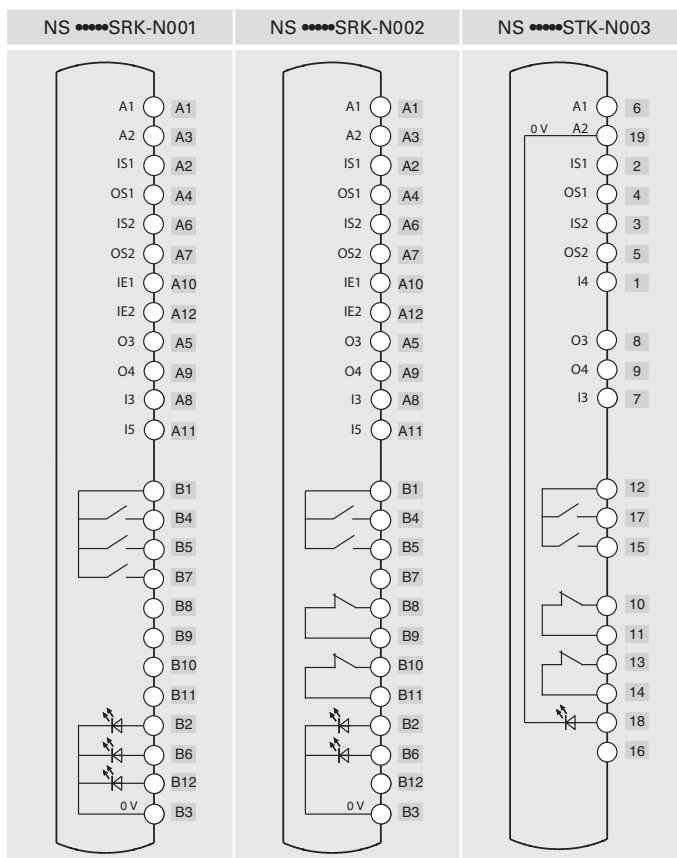 NS •••••SRK-N001
A1 A1
A2 A3
IS1 A2
OS1 A4
IS2 A6
OS2 A7
IE1 A10
IE2 A12
O3 A5
O4 A9
I3 A8
I5 A11
B1
B4
B5
B7
B8
B9
B10
B11
B2
B6
B12
0 V B3
NS •••••SRK-N002
A1 A1
A2 A3
IS1 A2
OS1 A4
IS2 A6
OS2 A7
IE1 A10
IE2 A12
O3 A5
O4 A9
I3 A8
I5 A11
B1
B4
B5
B7
B8
B9
B10
B11
B2
B6
B12
0 V B3
NS •••••STK-N003
A1 6
0 V A2 19
IS1 2
OS1 4
IS2 3
OS2 5
I4 1
O3 8
O4 9
I3 7
12
17
15
10
11
13
14
18
16